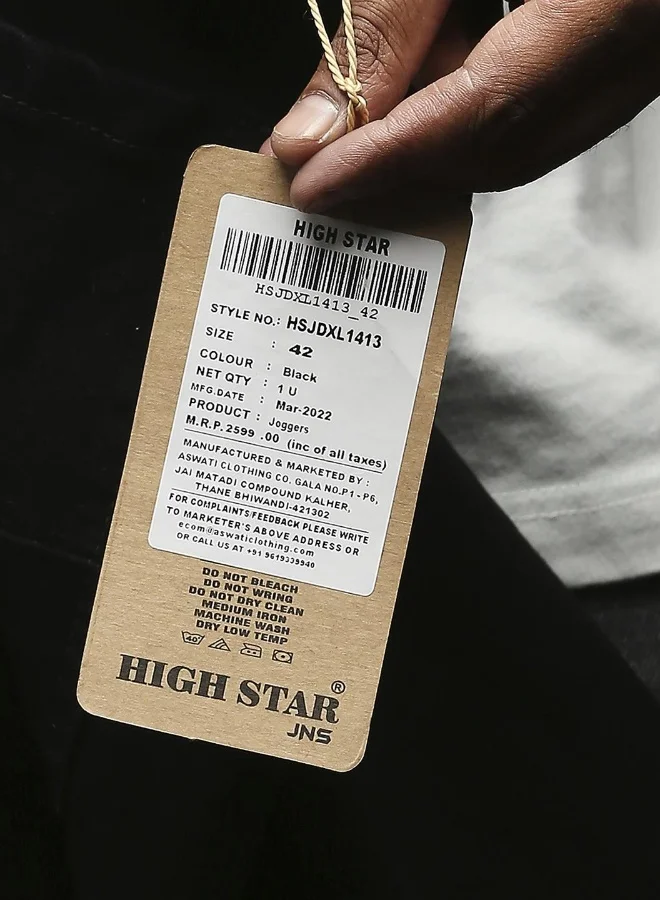 HIGH STAR
HSJDXL1413_42
STYLE NO.: HSJDXL1413
SIZE : 42
COLOUR : Black
NET QTY : 1 U
MFG.DATE : Mar-2022
PRODUCT : Joggers
M.R.P. 2599 .00 (inc of all taxes)
MANUFACTURED & MARKETED BY :
ASWATI CLOTHING CO. GALA NO.P1-P6,
JAI MATADI COMPOUND KALHER,
THANE BHIWANDI-421302
FOR COMPLAINTS/FEEDBACK PLEASE WRITE
TO MARKETER'S ABOVE ADDRESS OR
ecom@aswaticlothing.com
OR CALL US AT +91 9619339940
DO NOT BLEACH
DO NOT WRING
DO NOT DRY CLEAN
MEDIUM IRON
MACHINE WASH
DRY LOW TEMP
40°
HIGH STAR®
JNS